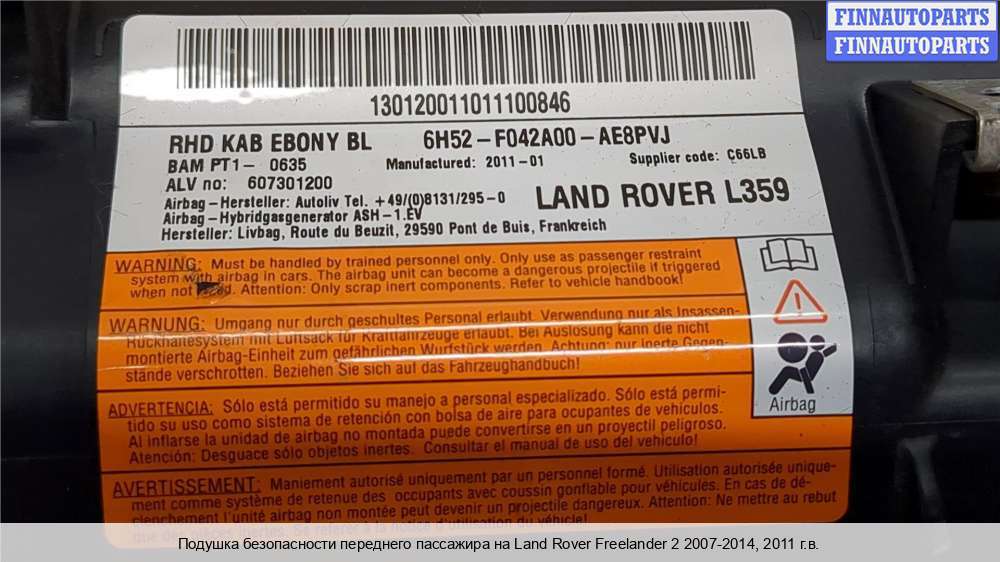 FINNAUTOPARTS
FINNAUTOPARTS
130120011011100846
RHD KAB EBONY BL 6H52-F042A00-AE8PVJ
BAM PT1- 0635 Manufactured: 2011-01 Supplier code: C66LB
ALV no: 607301200
Airbag-Hersteller: Autoliv Tel. +49/(0)8131/295-0 LAND ROVER L359
Airbag-Hybridgasgenerator ASH-1.EV
Hersteller: Livbag, Route du Beuzit, 29590 Pont de Buis, Frankreich
WARNING: Must be handled by trained personnel only. Only use as passenger restraint
system with airbag in cars. The airbag unit can become a dangerous projectile if triggered
when not. Attention: Only scrap inert components. Refer to vehicle handbook!
WARNUNG: Umgang nur durch geschultes Personal erlaubt. Verwendung nur als Insassen-
Rückhaltesystem mit Luftsack für Kraftfahrzeuge erlaubt. Bei Auslösung kann die nicht
montierte Airbag-Einheit zum gefährlichen Wurfstück werden. Achtung: nur inerte Gegen-
stände verschrotten. Beziehen Sie sich auf das Fahrzeughandbuch!
Airbag
ADVERTENCIA: Sólo está permitido su manejo a personal especializado. Sólo está permi-
tido su uso como sistema de retención con bolsa de aire para ocupantes de vehículos.
Al inflarse la unidad de airbag no montada puede convertirse en un proyectil peligroso.
Atención: Desguace sólo objetos inertes. Consultar el manual de uso del vehículo!
AVERTISSEMENT: Maniement autorisé uniquement par un personnel formé. Utilisation autorisée unique-
ment comme système de retenue des occupants avec coussin gonflable pour véhicules. En cas de dé-
clenchement l'unité airbag non montée peut devenir un projectile dangereux. Attention: Ne mettre au rebut
que des pièces inertes. Se référer à la notice d'utilisation du véhicule!
Подушка безопасности переднего пассажира на Land Rover Freelander 2 2007-2014, 2011 г.в.